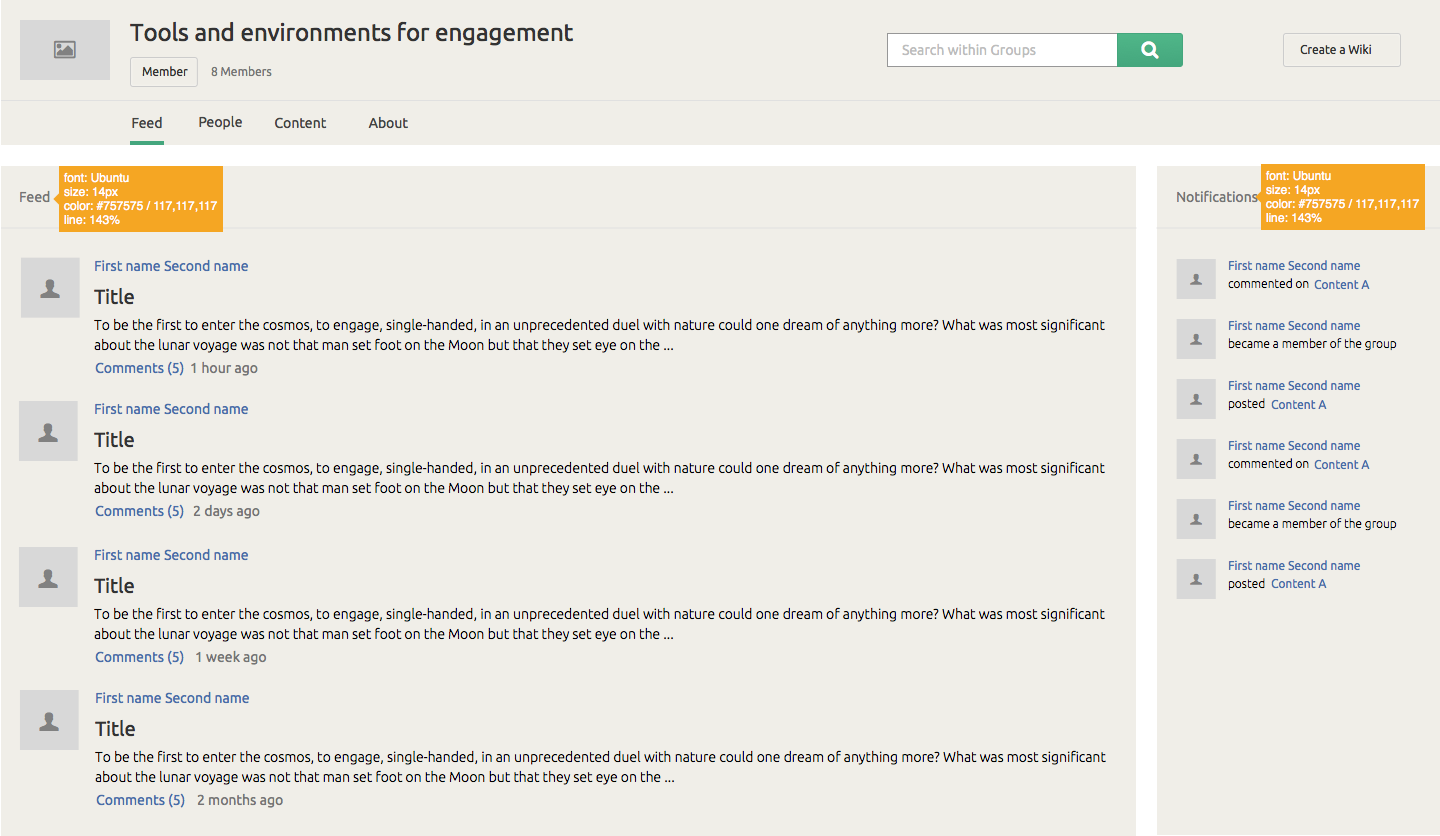 Tools and environments for engagement
Member
8 Members
Search within Groups
Create a Wiki
Feed
People
Content
About
Feed
font: Ubuntu
size: 14px
color: #757575 / 117,117,117
line: 143%
First name Second name
Title
To be the first to enter the cosmos, to engage, single-handed, in an unprecedented duel with nature could one dream of anything more? What was most significant
about the lunar voyage was not that man set foot on the Moon but that they set eye on the ...
Comments (5) 1 hour ago
First name Second name
Title
To be the first to enter the cosmos, to engage, single-handed, in an unprecedented duel with nature could one dream of anything more? What was most significant
about the lunar voyage was not that man set foot on the Moon but that they set eye on the ...
Comments (5) 2 days ago
First name Second name
Title
To be the first to enter the cosmos, to engage, single-handed, in an unprecedented duel with nature could one dream of anything more? What was most significant
about the lunar voyage was not that man set foot on the Moon but that they set eye on the ...
Comments (5) 1 week ago
First name Second name
Title
To be the first to enter the cosmos, to engage, single-handed, in an unprecedented duel with nature could one dream of anything more? What was most significant
about the lunar voyage was not that man set foot on the Moon but that they set eye on the ...
Comments (5) 2 months ago
Notifications
font: Ubuntu
size: 14px
color: #757575 / 117,117,117
line: 143%
First name Second name
commented on Content A
First name Second name
became a member of the group
First name Second name
posted Content A
First name Second name
commented on Content A
First name Second name
became a member of the group
First name Second name
posted Content A